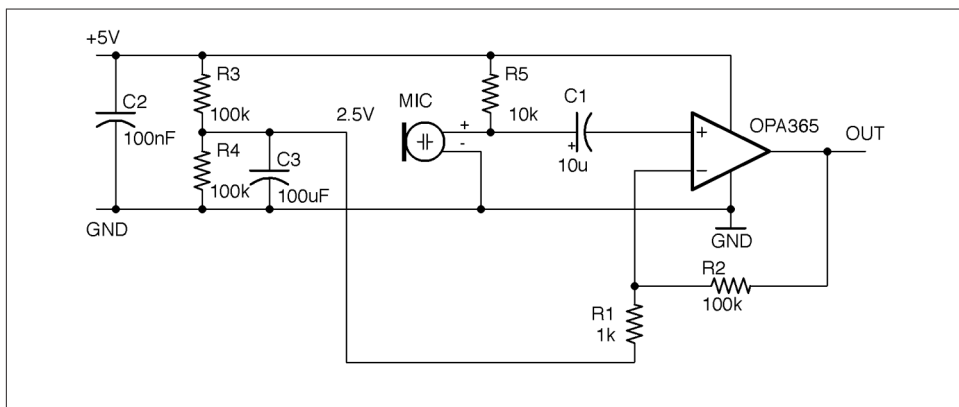 +5V
R3
100k
C2
100nF
2.5V
R4
100k
C3
100uF
GND
MIC
+
-
R5
10k
C1
+
10u
+
−
OPA365
OUT
GND
R2
100k
R1
1k